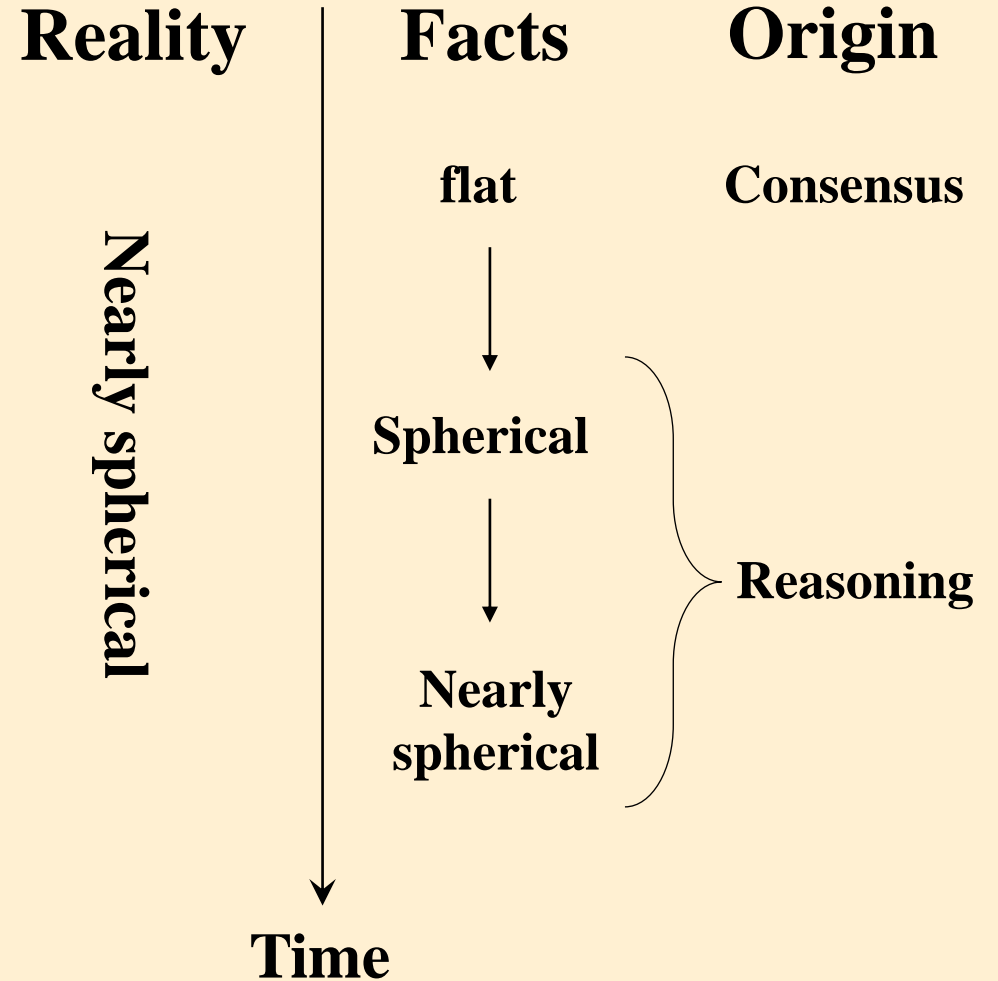 Reality
Facts
Origin
flat
Consensus
Nearly spherical
Spherical
Reasoning
Nearly
spherical
Time